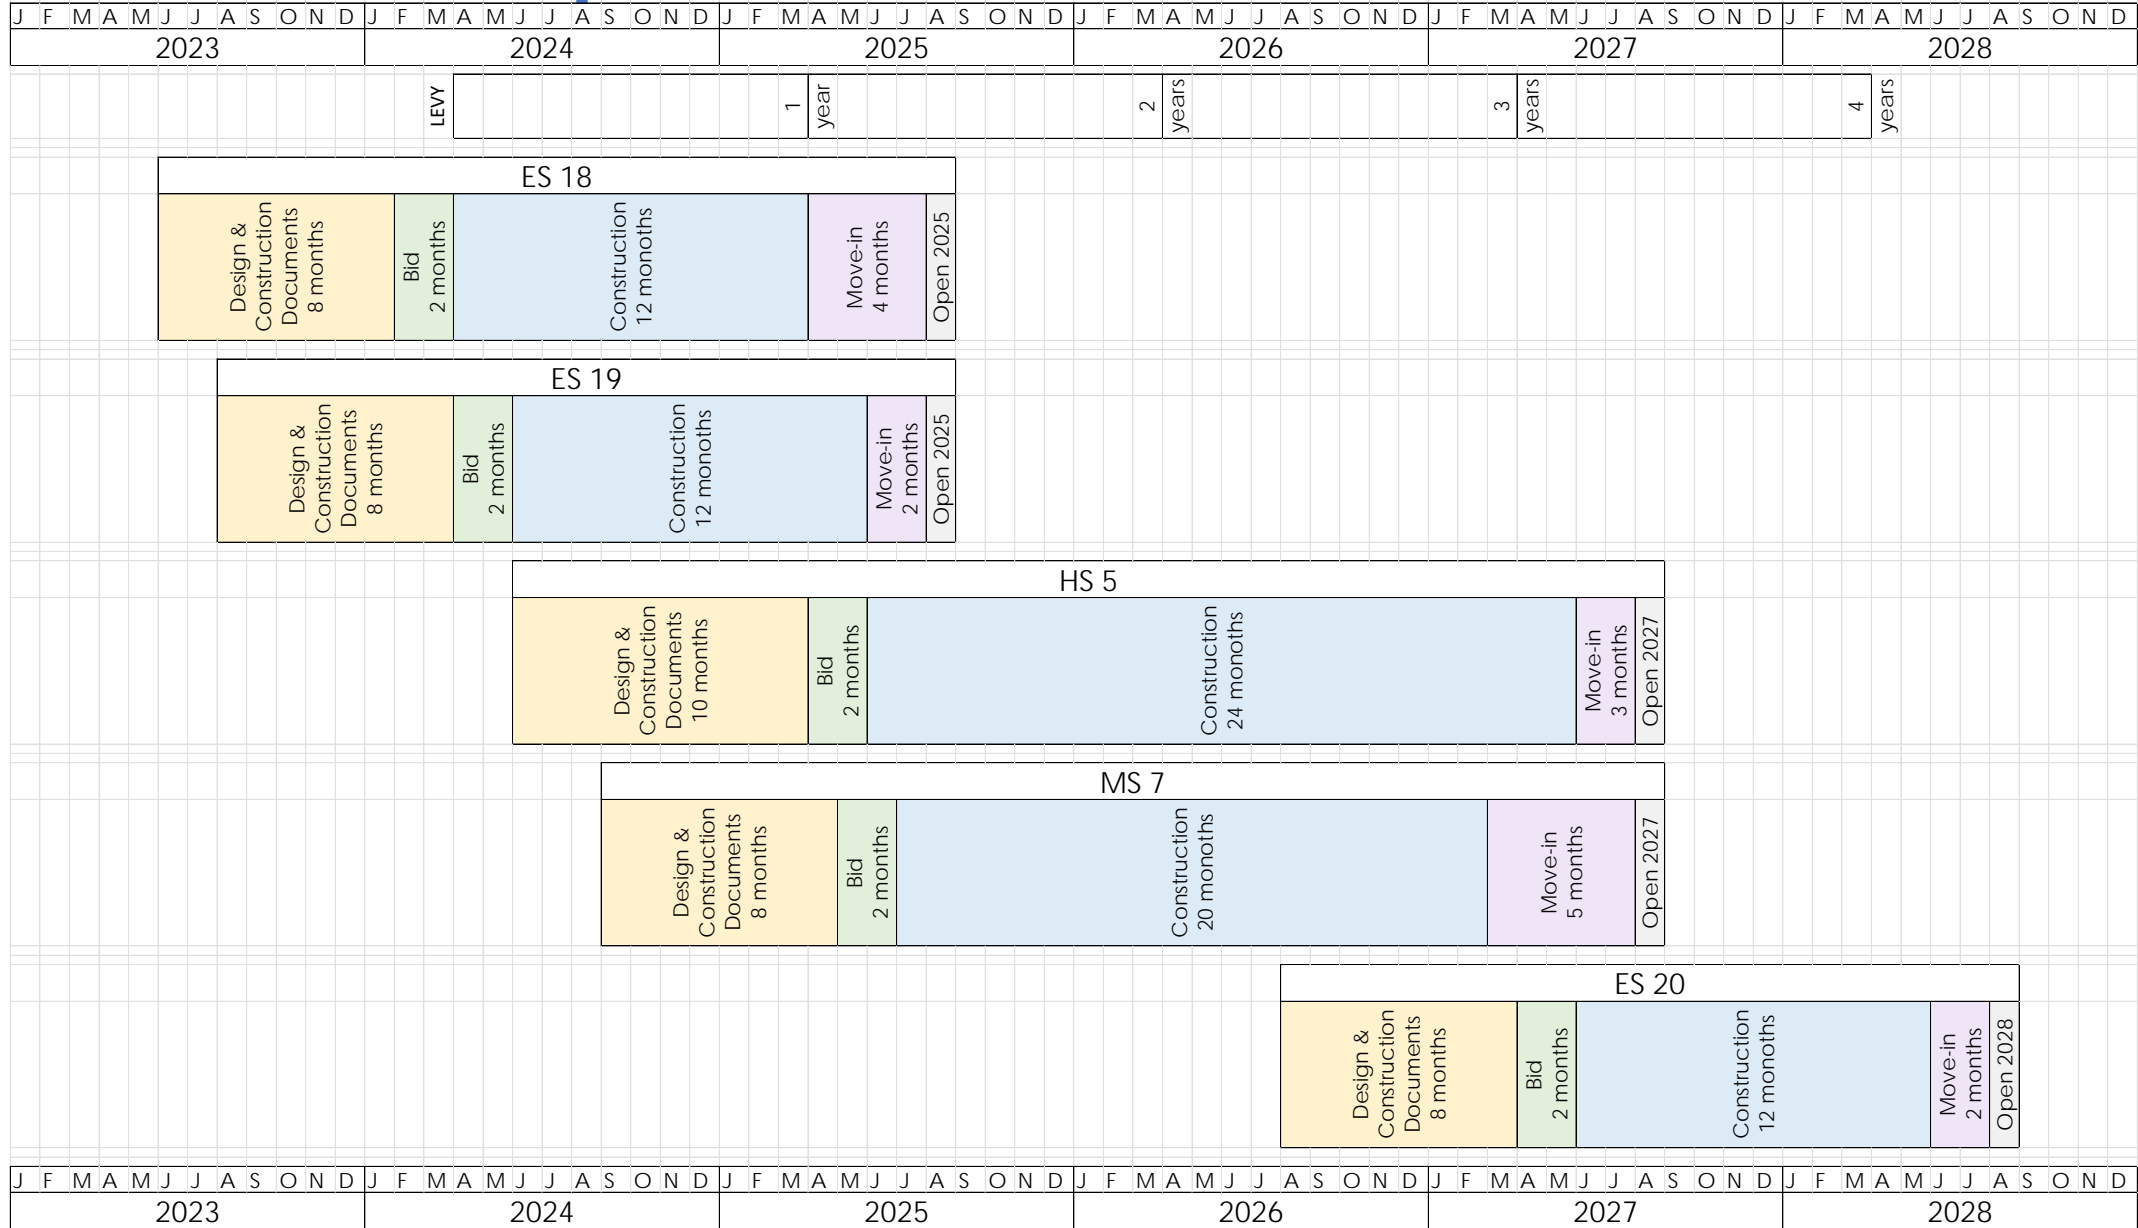 J F M A M J J A S O N D J F M A M J J A S O N D J F M A M J J A S O N D J F M A M J J A S O N D J F M A M J J A S O N D J F M A M J J A S O N D
2023 2024 2025 2026 2027 2028
LEVY
1
year
2
years
3
years
4
years
ES 18
Design &
Construction
Documents
8 months
Bid
2 months
Construction
12 monoths
Move-in
4 months
Open 2025
ES 19
Design &
Construction
Documents
8 months
Bid
2 months
Construction
12 monoths
Move-in
2 months
Open 2025
HS 5
Design &
Construction
Documents
10 months
Bid
2 months
Construction
24 monoths
Move-in
3 months
Open 2027
MS 7
Design &
Construction
Documents
8 months
Bid
2 months
Construction
20 monoths
Move-in
5 months
Open 2027
ES 20
Design &
Construction
Documents
8 months
Bid
2 months
Construction
12 monoths
Move-in
2 months
Open 2028
J F M A M J J A S O N D J F M A M J J A S O N D J F M A M J J A S O N D J F M A M J J A S O N D J F M A M J J A S O N D J F M A M J J A S O N D
2023 2024 2025 2026 2027 2028